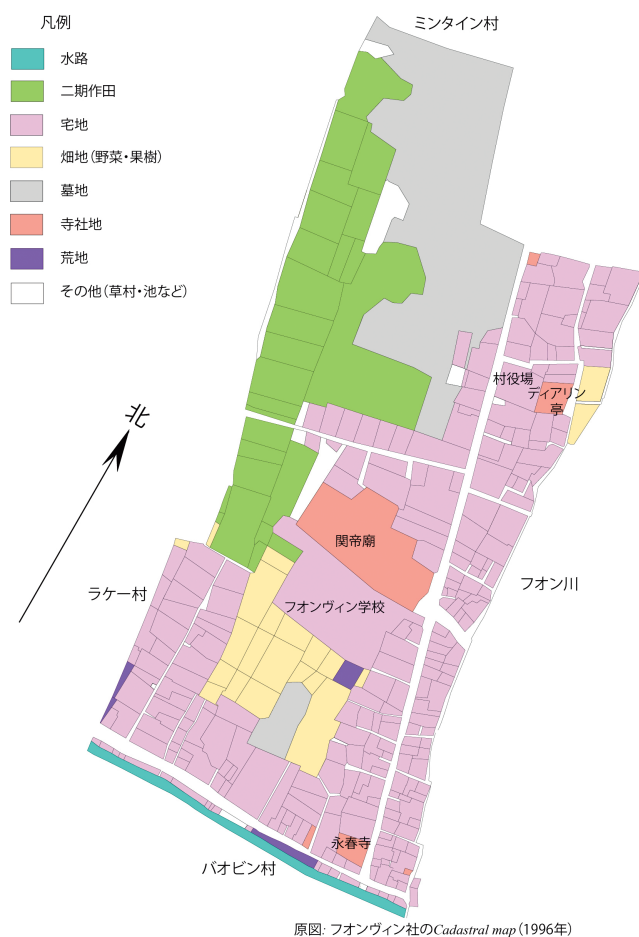 凡例
水路
二期作田
宅地
畑地（野菜・果樹）
墓地
寺社地
荒地
その他（草村・池など）
ミンタイン村
村役場
ディアリン
亭
北
関帝廟
フオン川
ラケー村
フオンヴィン学校
永春寺
バオビン村
原図: フオンヴィン社のCadastral map（1996年）